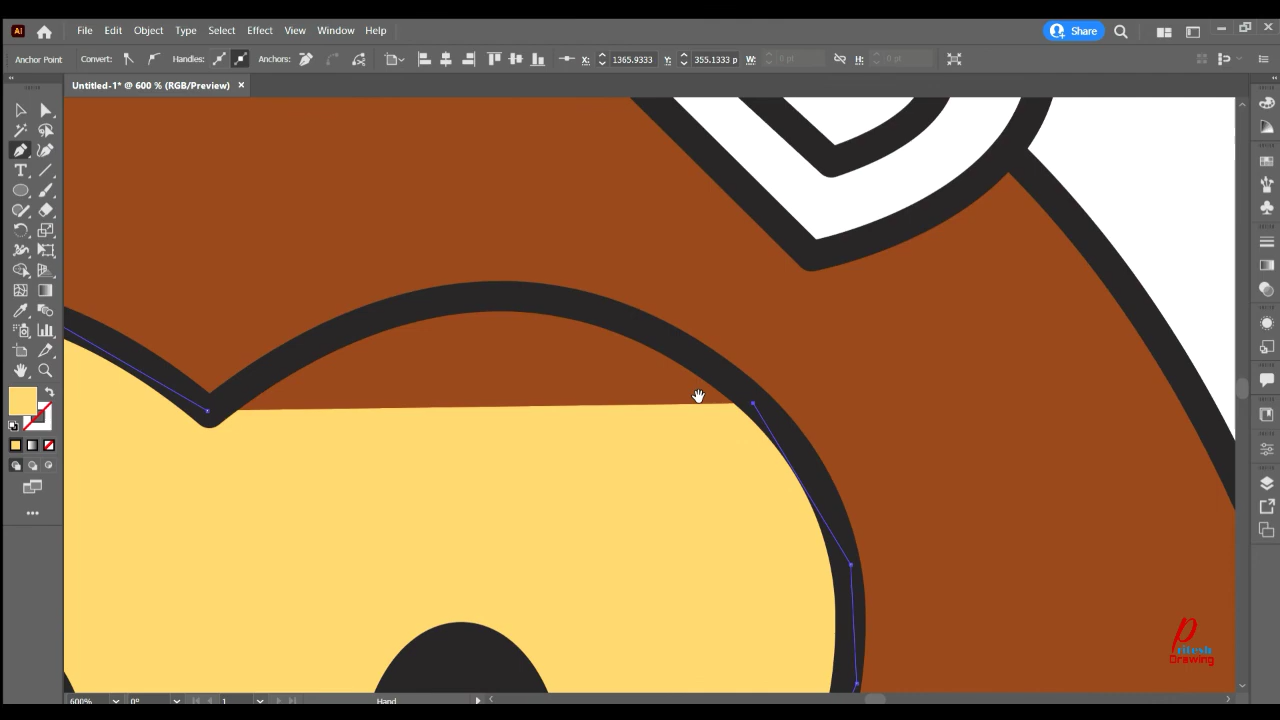 Ai
File Edit Object Type Select Effect View Window Help
Share
Anchor Point Convert: Handles: Anchors: X: 1365.9333 Y: 355.1333 p W: 0 pt H: 0 pt
Untitled-1* @ 600 % (RGB/Preview) ×
T
600% 0° 1 Hand
Pritesh
Drawing